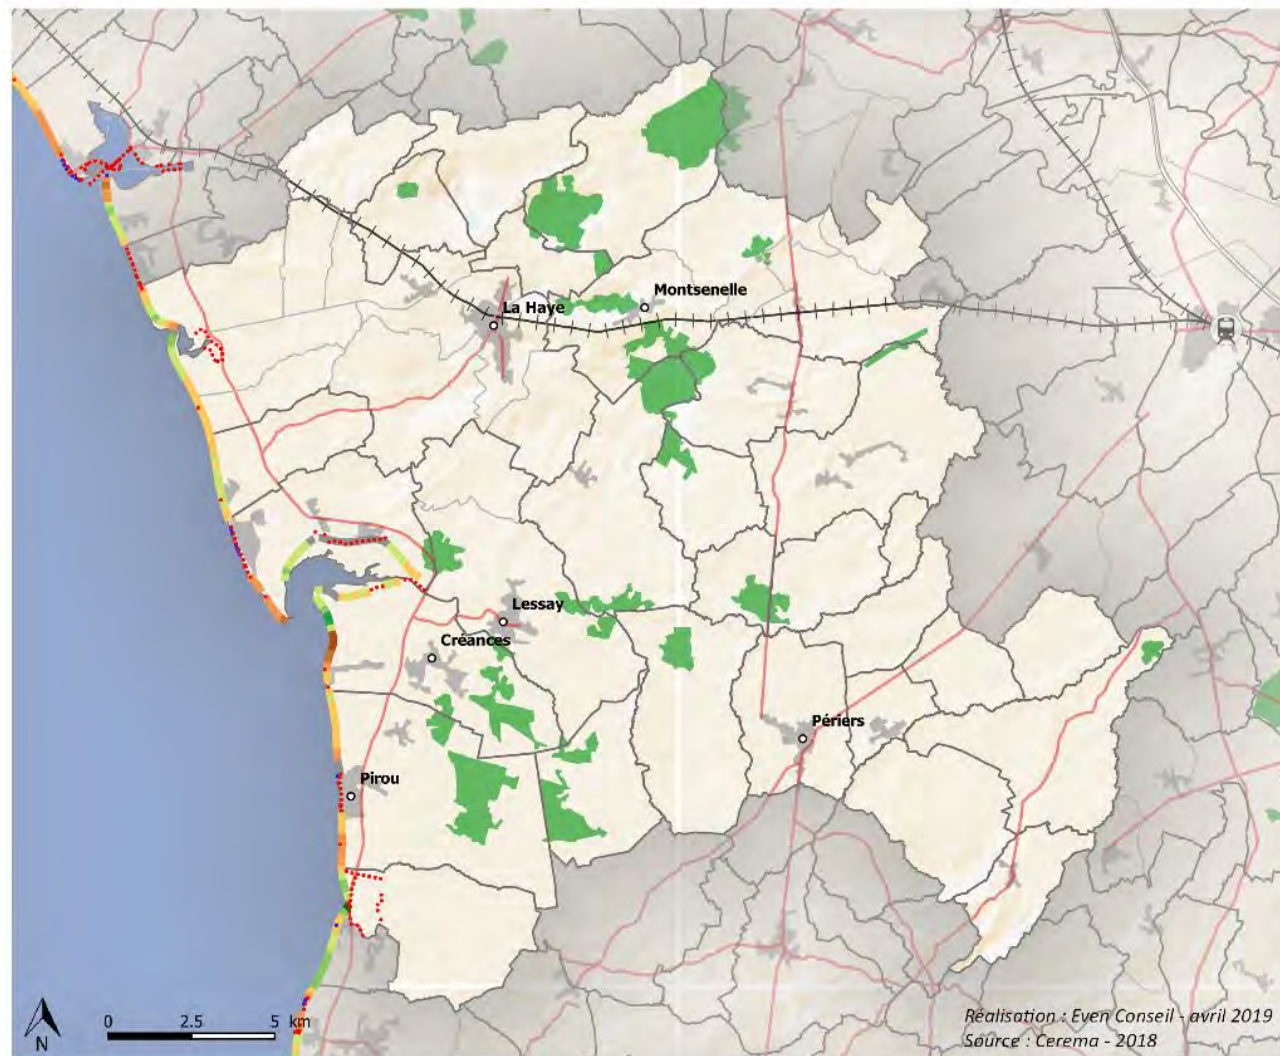 Montsenelle
La Haye
Lessay
Créances
Périers
Pirou
N
0 2.5 5 km
Réalisation : Even Conseil - avril 2019
Source : Cerema - 2018